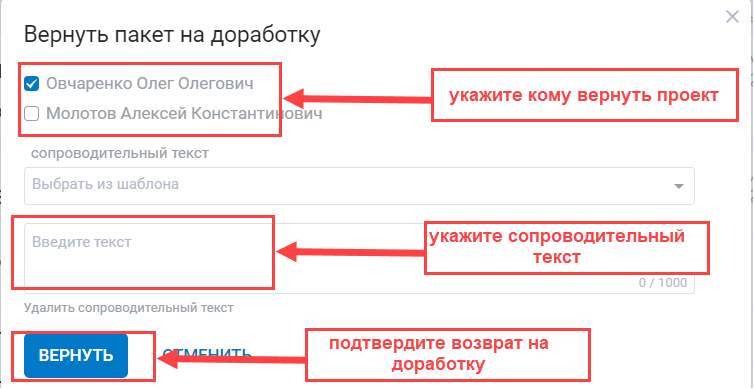 Вернуть пакет на доработку
Овчаренко Олег Олегович
укажите кому вернуть проект
Молотов Алексей Константинович
сопроводительный текст
Выбрать из шаблона
Введите текст
укажите сопроводительный
текст
0 / 1000
Удалить сопроводительный текст
ВЕРНУТЬ
ОТМЕНИТЬ
подтвердите возврат на
доработку